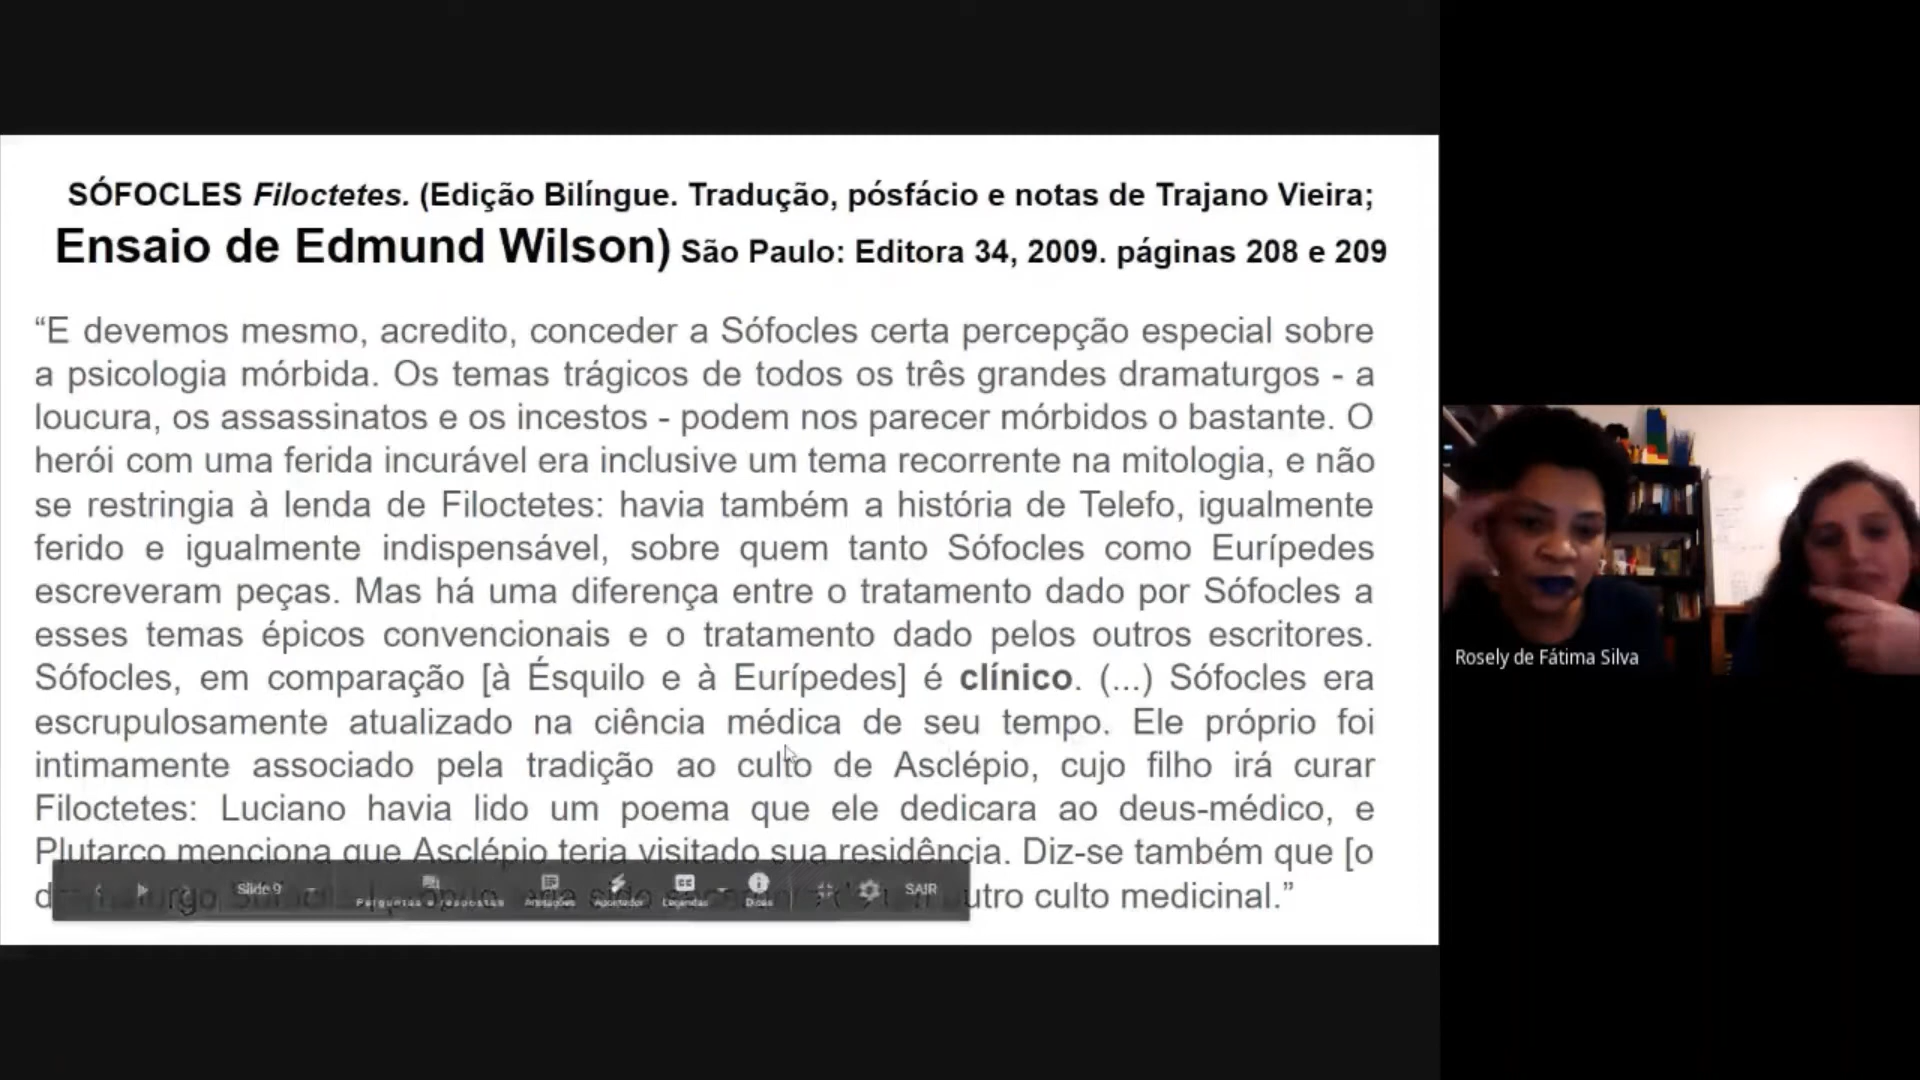 SÓFOCLES Filoctetes. (Edição Bilíngue. Tradução, pósfácio e notas de Trajano Vieira;
Ensaio de Edmund Wilson) São Paulo: Editora 34, 2009. páginas 208 e 209
“E devemos mesmo, acredito, conceder a Sófocles certa percepção especial sobre
a psicologia mórbida. Os temas trágicos de todos os três grandes dramaturgos - a
loucura, os assassinatos e os incestos - podem nos parecer mórbidos o bastante. O
herói com uma ferida incurável era inclusive um tema recorrente na mitologia, e não
se restringia à lenda de Filoctetes: havia também a história de Telefo, igualmente
ferido e igualmente indispensável, sobre quem tanto Sófocles como Eurípedes
escreveram peças. Mas há uma diferença entre o tratamento dado por Sófocles a
esses temas épicos convencionais e o tratamento dado pelos outros escritores.
Sófocles, em comparação [à Ésquilo e à Eurípedes] é clínico. (...) Sófocles era
escrupulosamente atualizado na ciência médica de seu tempo. Ele próprio foi
intimamente associado pela tradição ao culto de Asclépio, cujo filho irá curar
Filoctetes: Luciano havia lido um poema que ele dedicara ao deus-médico, e
Plutarco menciona que Asclépio teria visitado sua residência. Diz-se também que [o
dramaturgo outro culto medicinal.”
Slide 9 Perguntas e respostas Anotações Apontador Legendas Dicas SAIR
Rosely de Fátima Silva